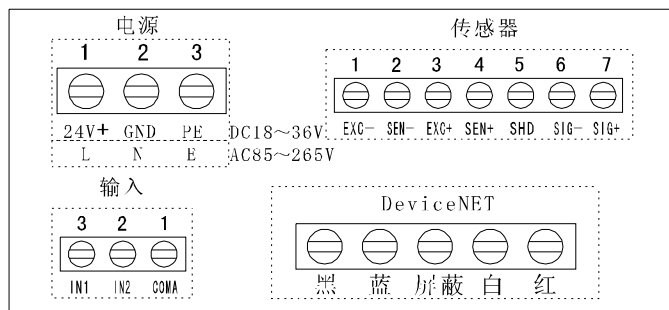 电源
1 2 3
24V+ GND PE DC18～36V
L N E AC85～265V
传感器
1 2 3 4 5 6 7
EXC- SEN- EXC+ SEN+ SHD SIG- SIG+
输入
3 2 1
IN1 IN2 COMA
DeviceNET
黑 蓝 屏蔽 白 红